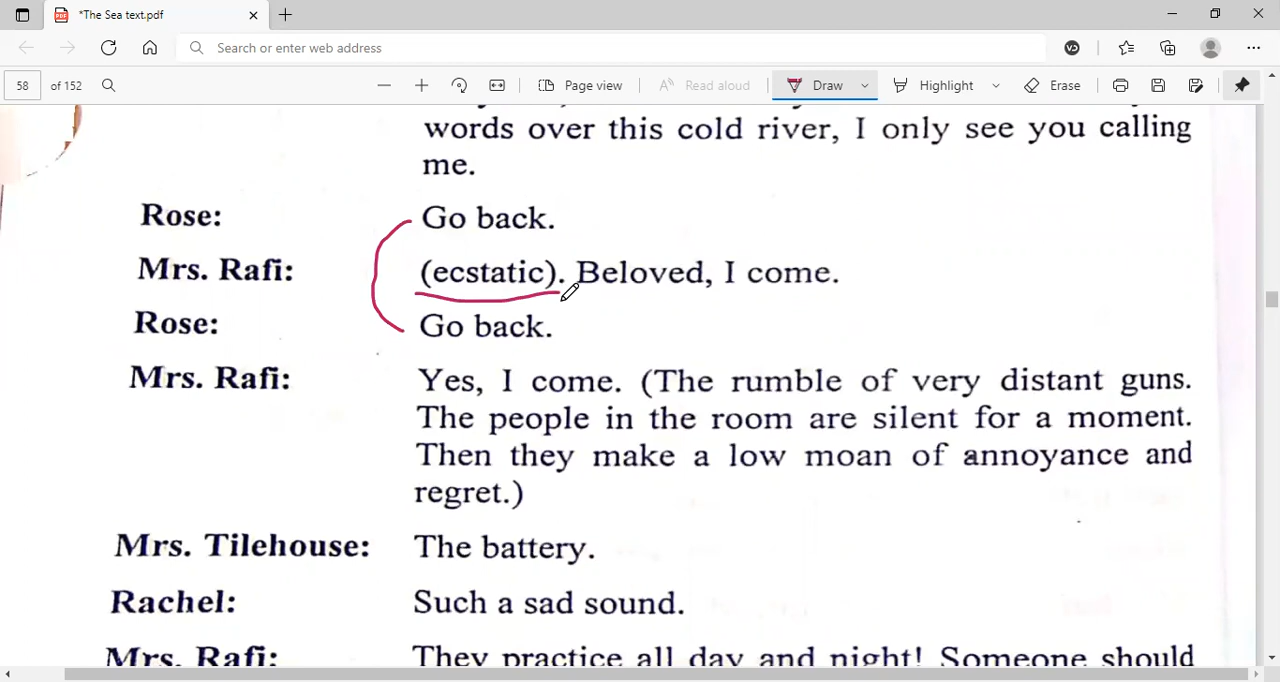 *The Sea text.pdf
Search or enter web address
58 of 152 Page view Read aloud Draw Highlight Erase
words over this cold river, I only see you calling
me.
Rose: Go back.
Mrs. Rafi: (ecstatic). Beloved, I come.
Rose: Go back.
Mrs. Rafi: Yes, I come. (The rumble of very distant guns.
The people in the room are silent for a moment.
Then they make a low moan of annoyance and
regret.)
Mrs. Tilehouse: The battery.
Rachel: Such a sad sound.
Mrs. Rafi: They practice all day and night! Someone should